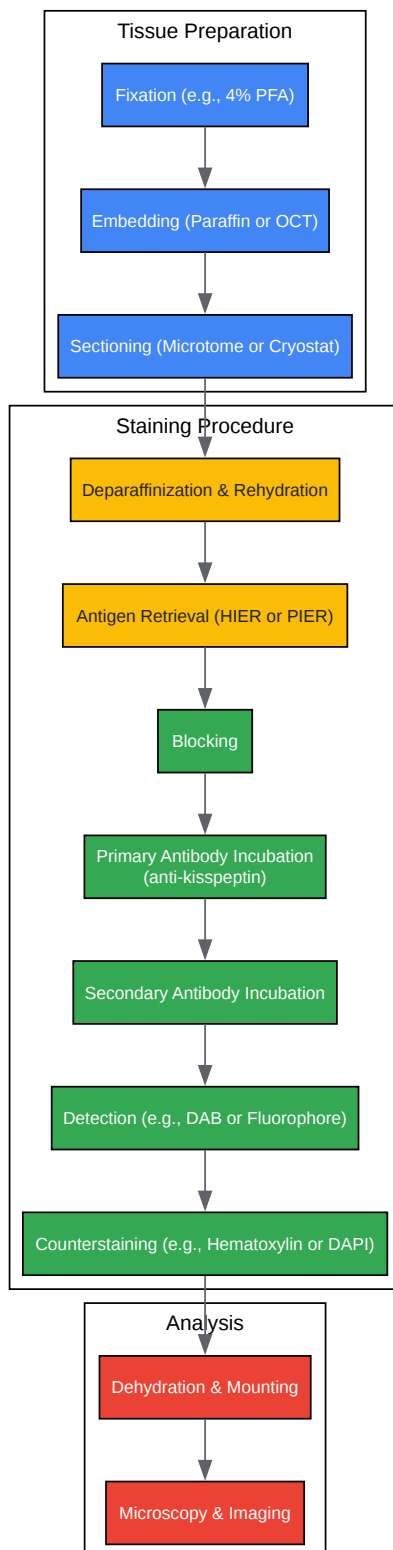 Tissue Preparation
Fixation (e.g., 4% PFA)
Embedding (Paraffin or OCT)
Sectioning (Microtome or Cryostat)
Staining Procedure
Deparaffinization & Rehydration
Antigen Retrieval (HIER or PIER)
Blocking
Primary Antibody Incubation
(anti-kisspeptin)
Secondary Antibody Incubation
Detection (e.g., DAB or Fluorophore)
Counterstaining (e.g., Hematoxylin or DAPI)
Analysis
Dehydration & Mounting
Microscopy & Imaging